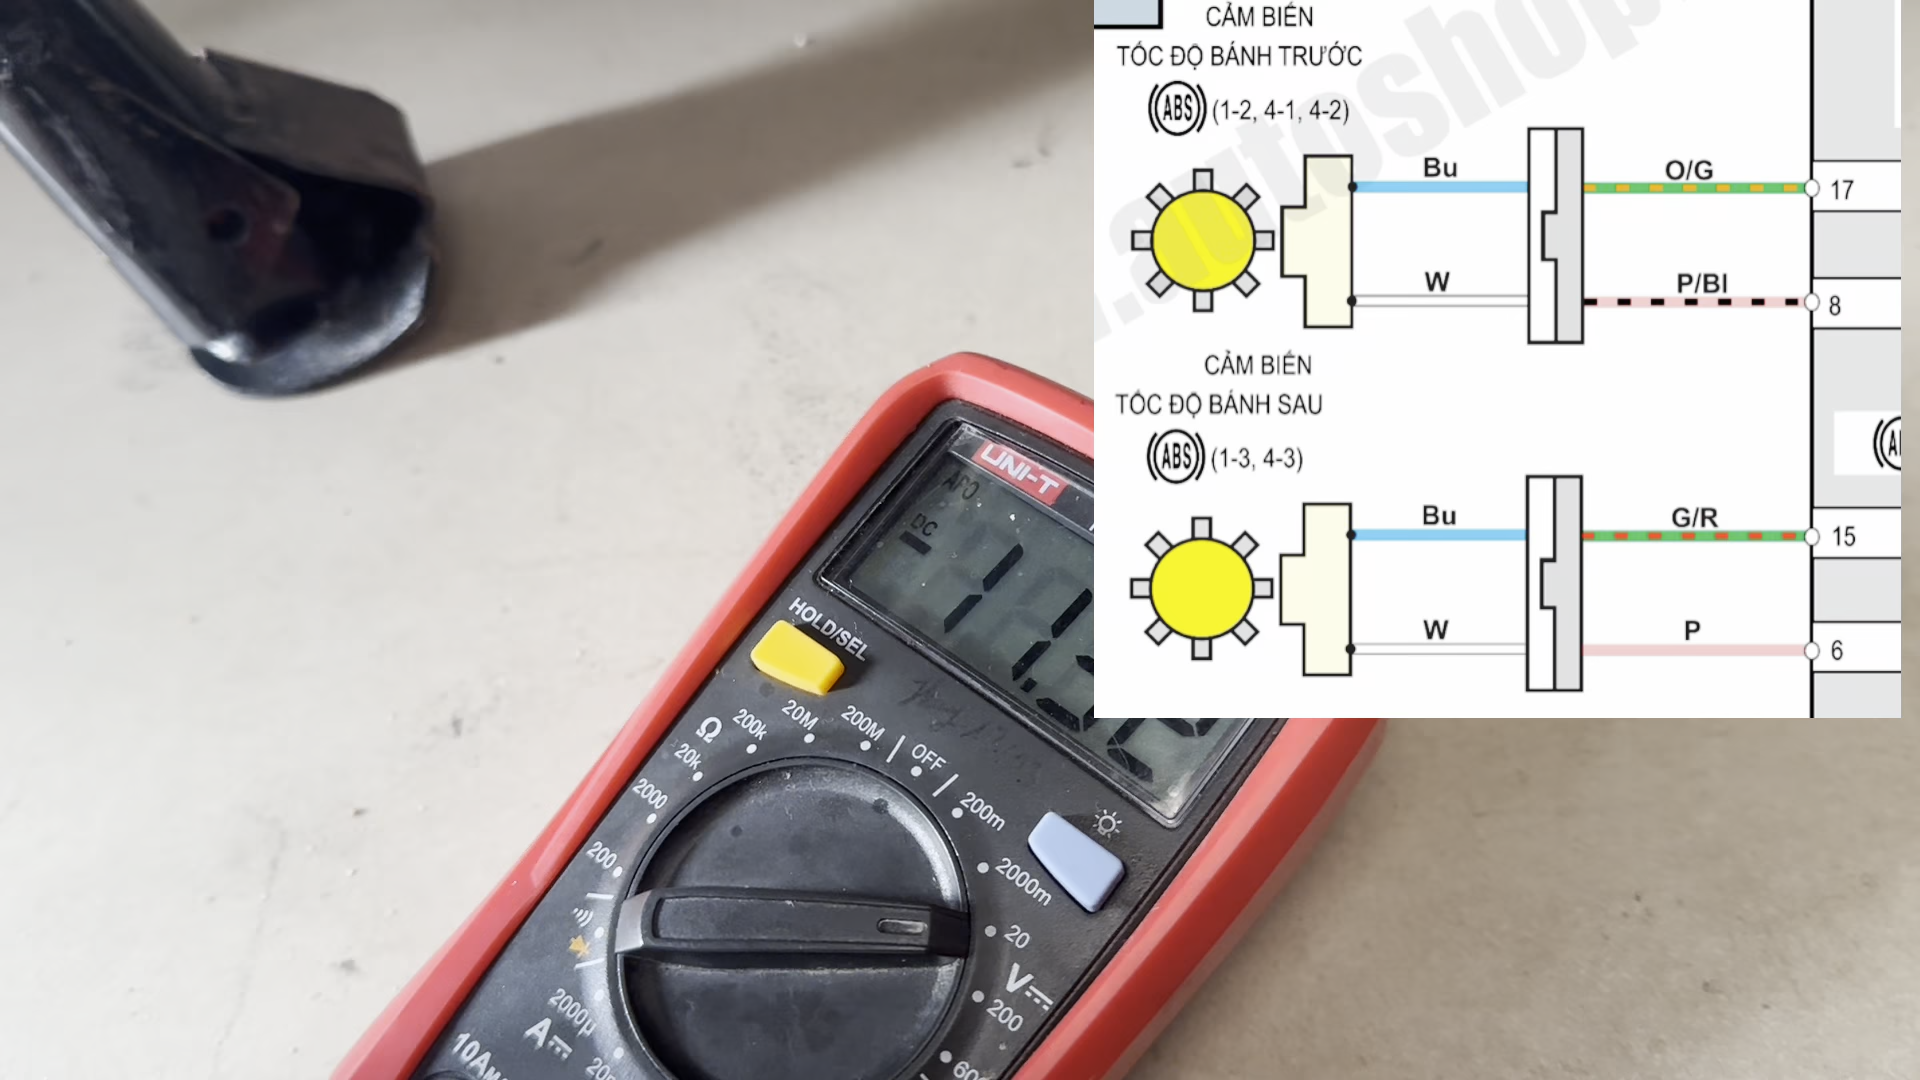 CẢM BIẾN
TỐC ĐỘ BÁNH TRƯỚC
(ABS) (1-2, 4-1, 4-2)
Bu
O/G
17
W
P/Bl
8
CẢM BIẾN
TỐC ĐỘ BÁNH SAU
(ABS) (1-3, 4-3)
Bu
G/R
15
W
P
6
.autoshop
UNI-T
APO
DC
HOLD/SEL
Ω
200k
20M
200M
OFF
20k
200m
2000
2000m
200
20
V
200
2000µ
A
10A